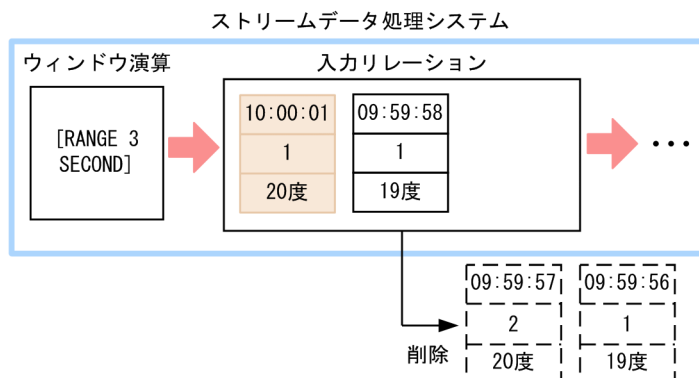 ストリームデータ処理システム
ウィンドウ演算
入力リレーション
[RANGE 3
SECOND]
10:00:01
1
20度
09:59:58
1
19度
•••
削除
09:59:57
2
20度
09:59:56
1
19度